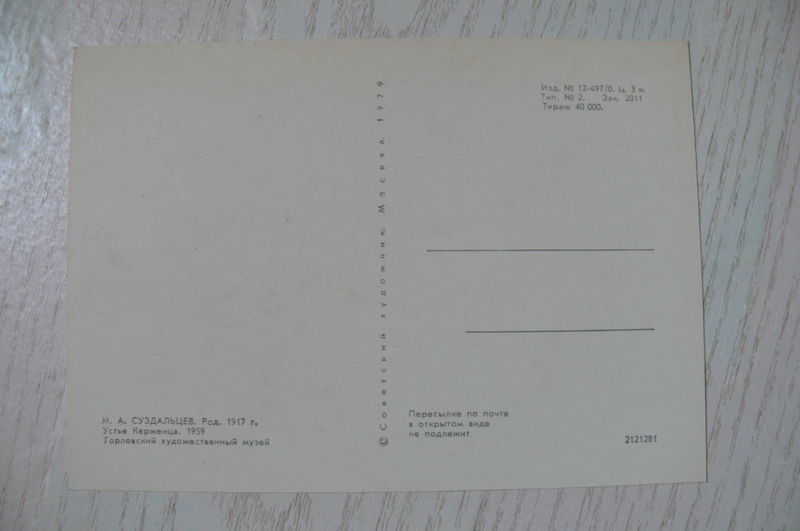 М. А. СУЗДАЛЬЦЕВ. Род. 1917 г.
Устье Керженца. 1959
Горловский художественный музей
© Советский художник. Москва. 1979
Изд. № 12-497/0. Ц. 3 к.
Тип. № 2. Зак. 2011
Тираж 40 000.
Пересылке по почте
в открытом виде
не подлежит
2121281